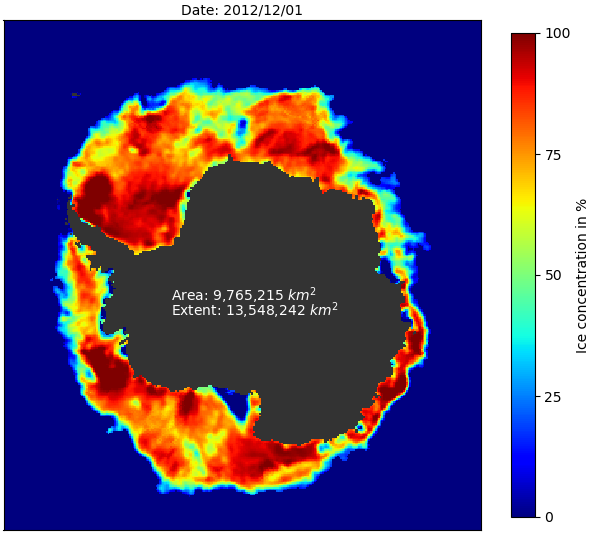 Date: 2012/12/01
100
75
50
25
0
Ice concentration in %
Area: 9,765,215 km²
Extent: 13,548,242 km²